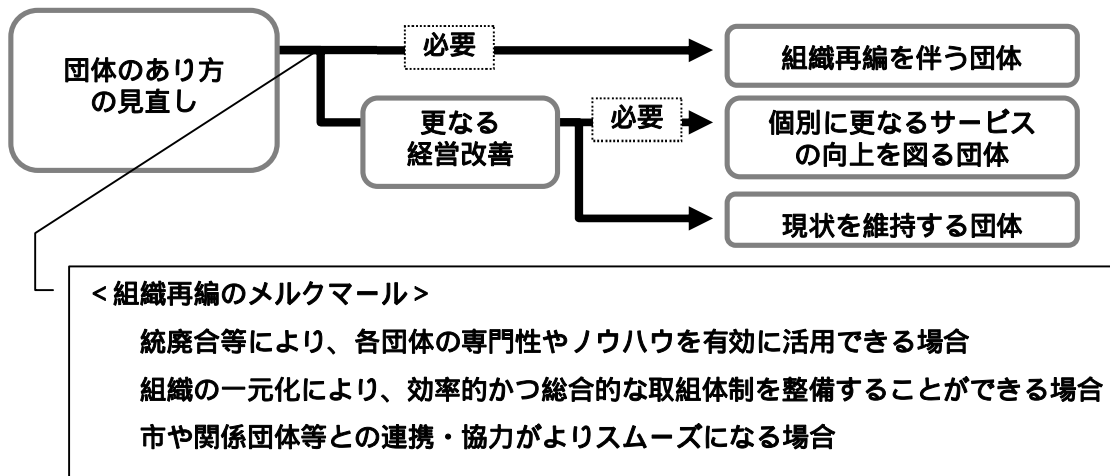 団体のあり方
の見直し
必要
組織再編を伴う団体
更なる
経営改善
必要
個別に更なるサービス
の向上を図る団体
現状を維持する団体
<組織再編のメルクマール>
統廃合等により、各団体の専門性やノウハウを有効に活用できる場合
組織の一元化により、効率的かつ総合的な取組体制を整備することができる場合
市や関係団体等との連携・協力がよりスムーズになる場合